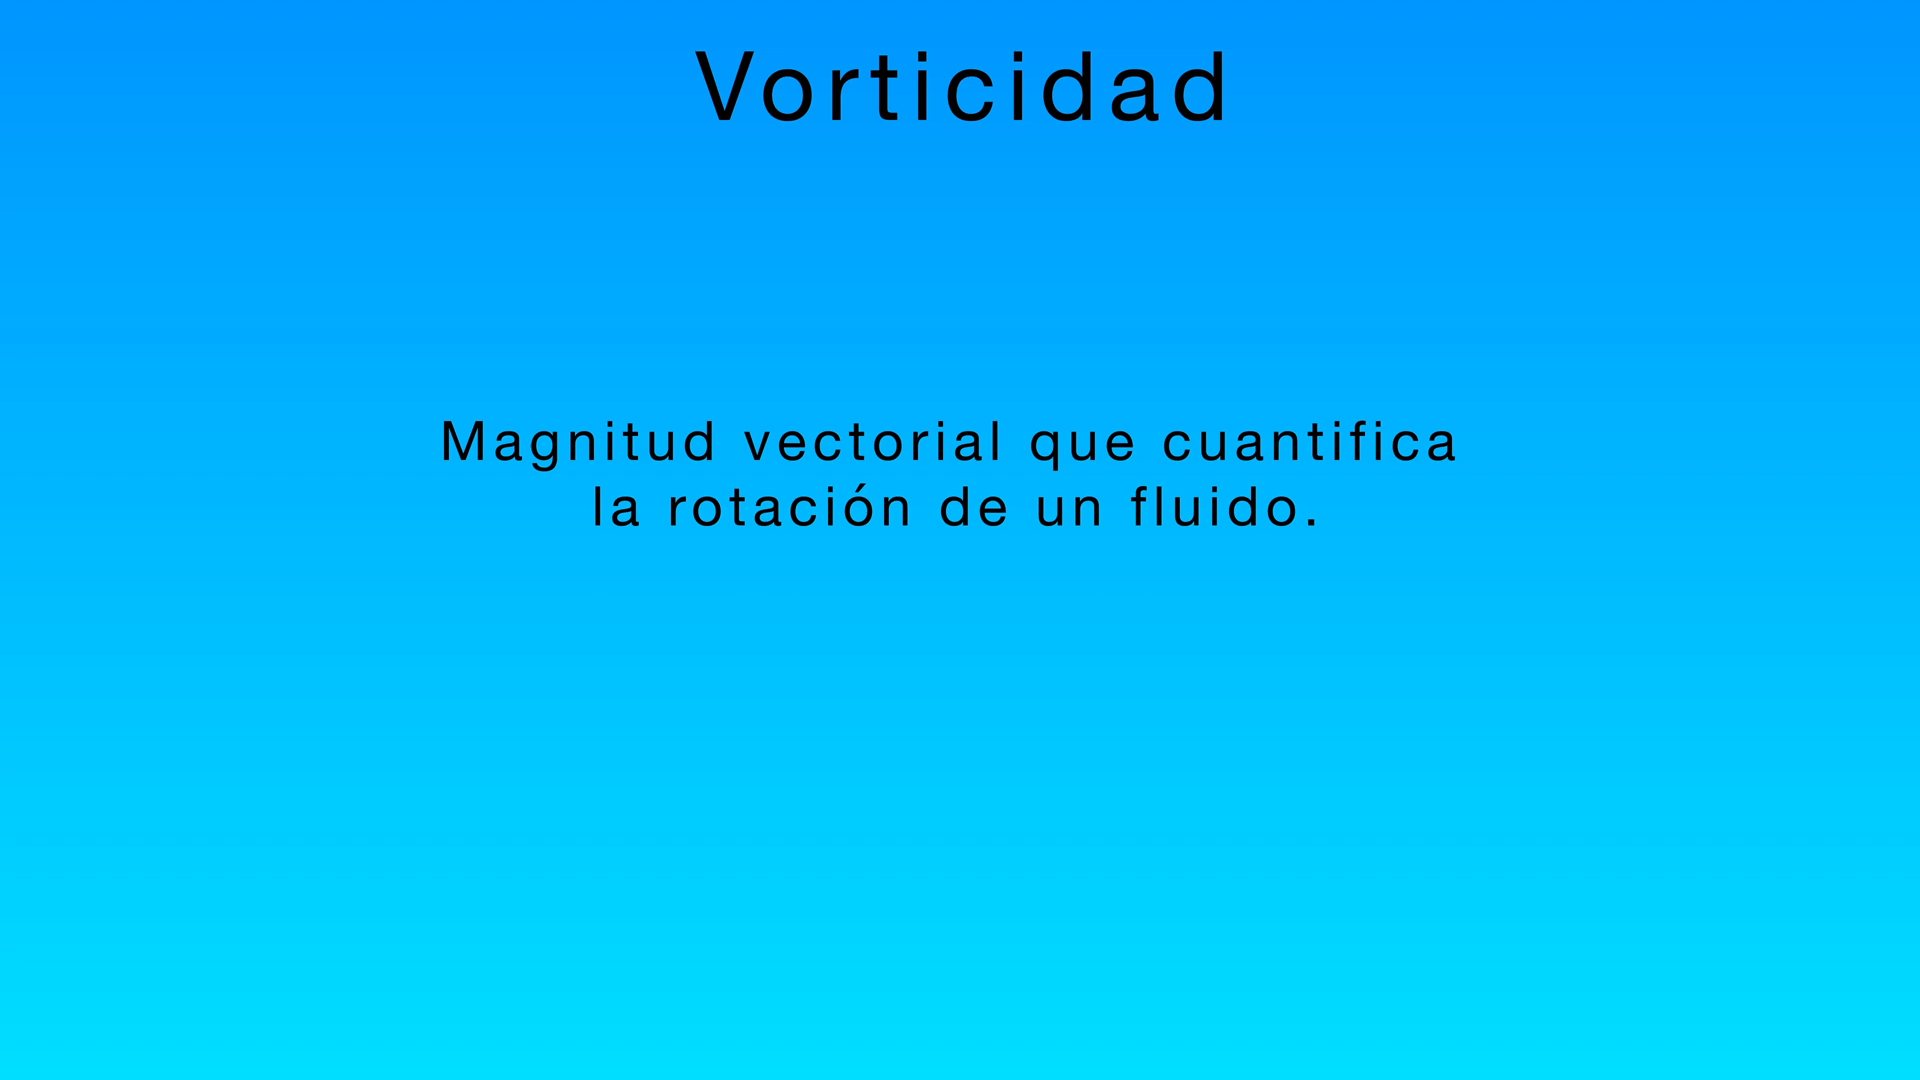 Vorticidad
Magnitud vectorial que cuantifica
la rotación de un fluido.